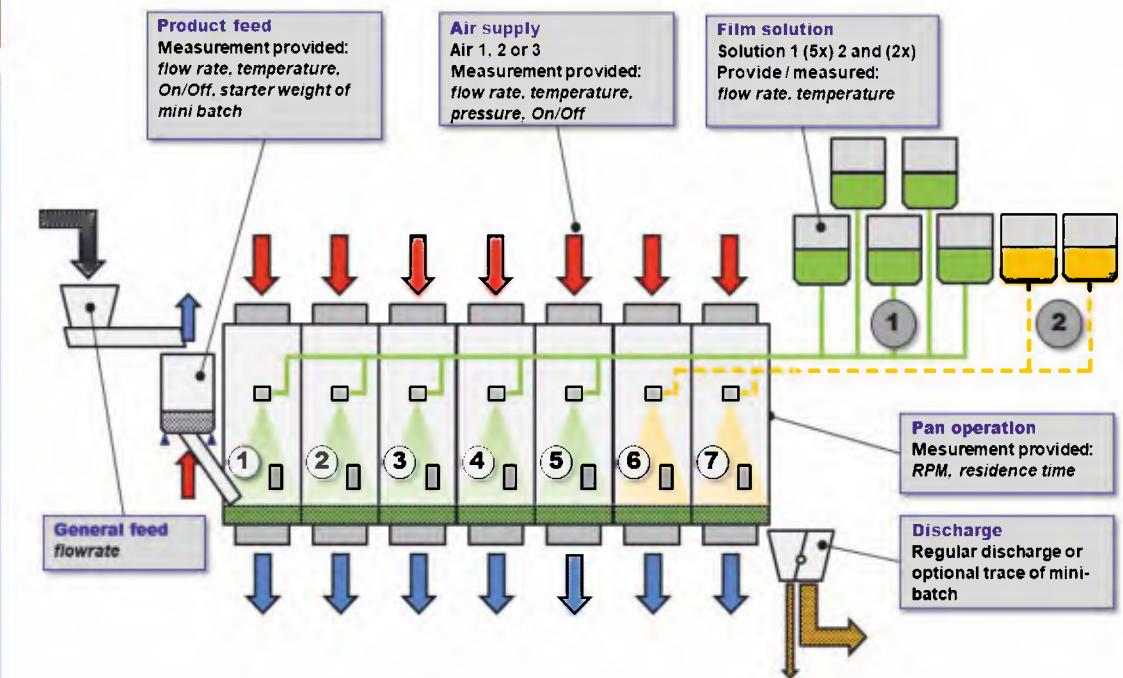 Product feed
Measurement provided:
flow rate, temperature,
On/Off, starter weight of
mini batch
Air supply
Air 1, 2 or 3
Measurement provided:
flow rate, temperature,
pressure, On/Off
Film solution
Solution 1 (5x) 2 and (2x)
Provide / measured:
flow rate, temperature
1
2
1
2
3
4
5
6
7
Pan operation
Mesurement provided:
RPM, residence time
General feed
flowrate
Discharge
Regular discharge or
optional trace of mini-
batch